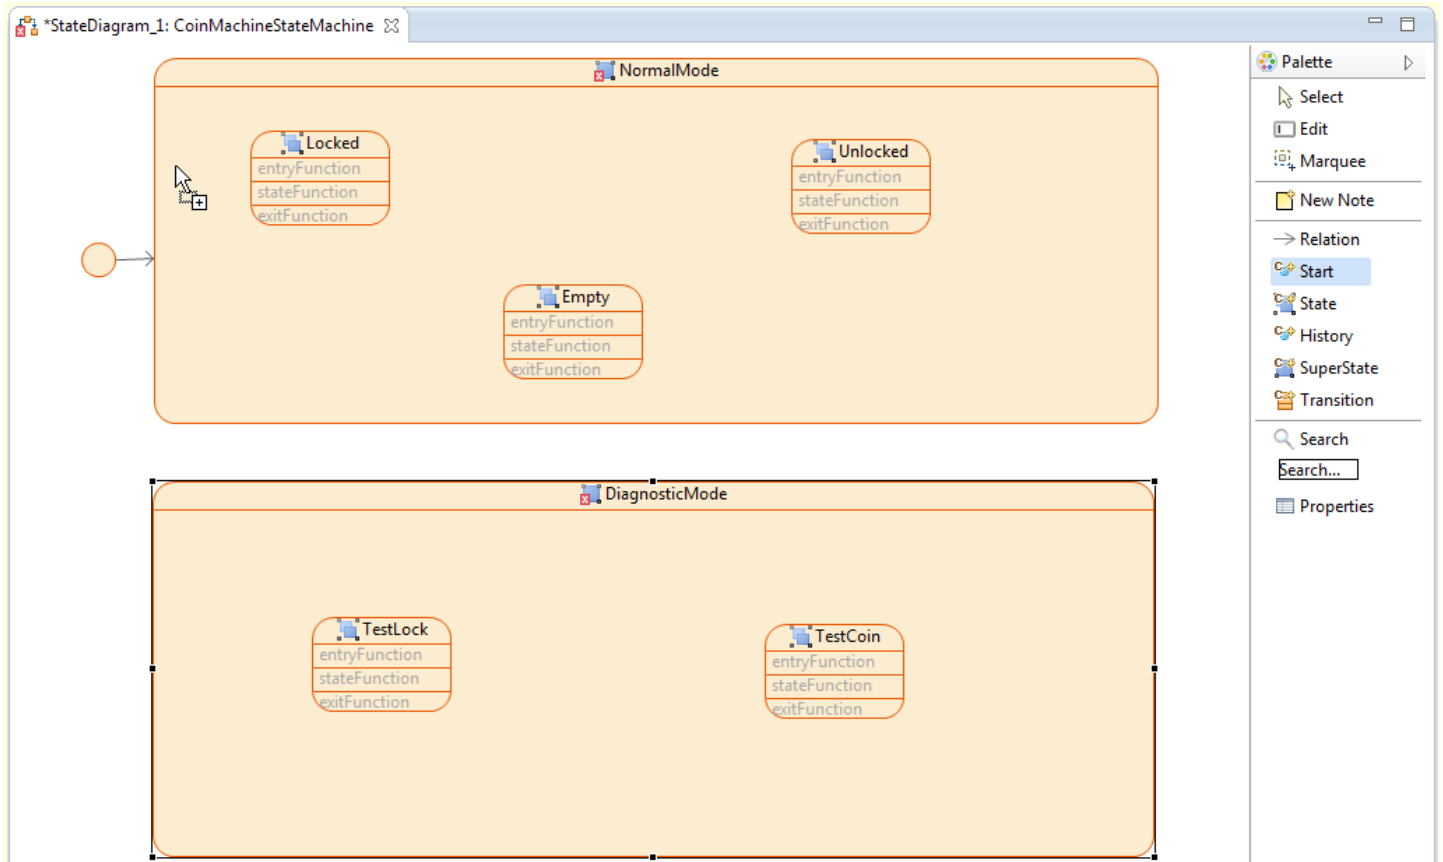 *StateDiagram_1: CoinMachineStateMachine
NormalMode
Locked
entryFunction
stateFunction
exitFunction
Unlocked
entryFunction
stateFunction
exitFunction
Empty
entryFunction
stateFunction
exitFunction
DiagnosticMode
TestLock
entryFunction
stateFunction
exitFunction
TestCoin
entryFunction
stateFunction
exitFunction
Palette
Select
Edit
Marquee
New Note
Relation
Start
State
History
SuperState
Transition
Search
Search...
Properties